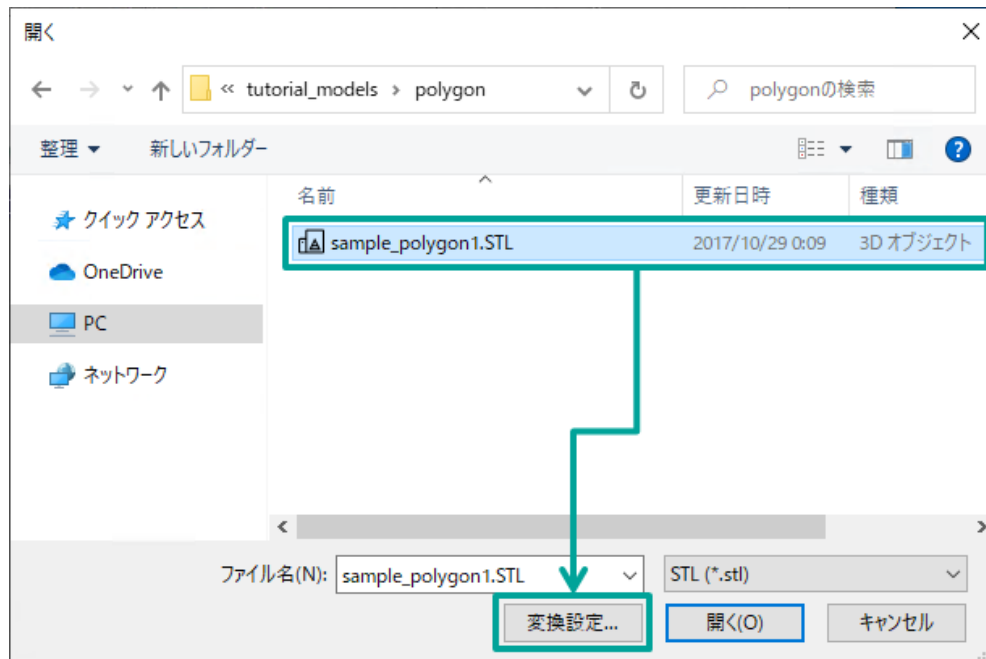 開く
« tutorial_models › polygon
polygonの検索
整理
新しいフォルダー
名前 更新日時 種類
クイック アクセス
sample_polygon1.STL 2017/10/29 0:09 3D オブジェクト
OneDrive
PC
ネットワーク
ファイル名(N): sample_polygon1.STL STL (*.stl)
変換設定... 開く(O) キャンセル